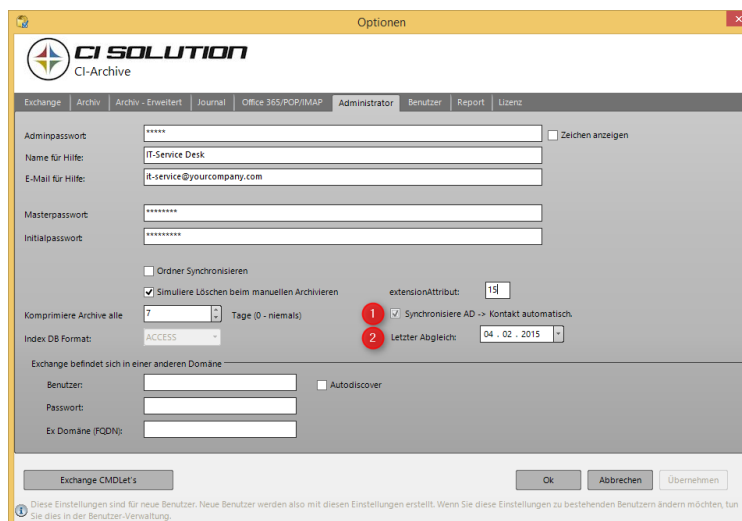 Optionen
CI SOLUTION
CI-Archive
Exchange Archiv Archiv - Erweitert Journal Office 365/POP/IMAP Administrator Benutzer Report Lizenz
Adminpasswort: ***** Zeichen anzeigen
Name für Hilfe: IT-Service Desk
E-Mail für Hilfe: it-service@yourcompany.com
Masterpasswort: ********
Initialpasswort: *********
Ordner Synchronisieren
Simuliere Löschen beim manuellen Archivieren extensionAttribut: 15
Komprimiere Archive alle 7 Tage (0 - niemals) 1 Synchronisiere AD -> Kontakt automatisch.
Index DB Format: ACCESS 2 Letzter Abgleich: 04 . 02 . 2015
Exchange befindet sich in einer anderen Domäne
Benutzer: Autodiscover
Passwort:
Ex Domäne (FQDN):
Exchange CMDLet's Ok Abbrechen Übernehmen
Diese Einstellungen sind für neue Benutzer. Neue Benutzer werden also mit diesen Einstellungen erstellt. Wenn Sie diese Einstellungen zu bestehenden Benutzern ändern möchten, tun
Sie dies in der Benutzer-Verwaltung.